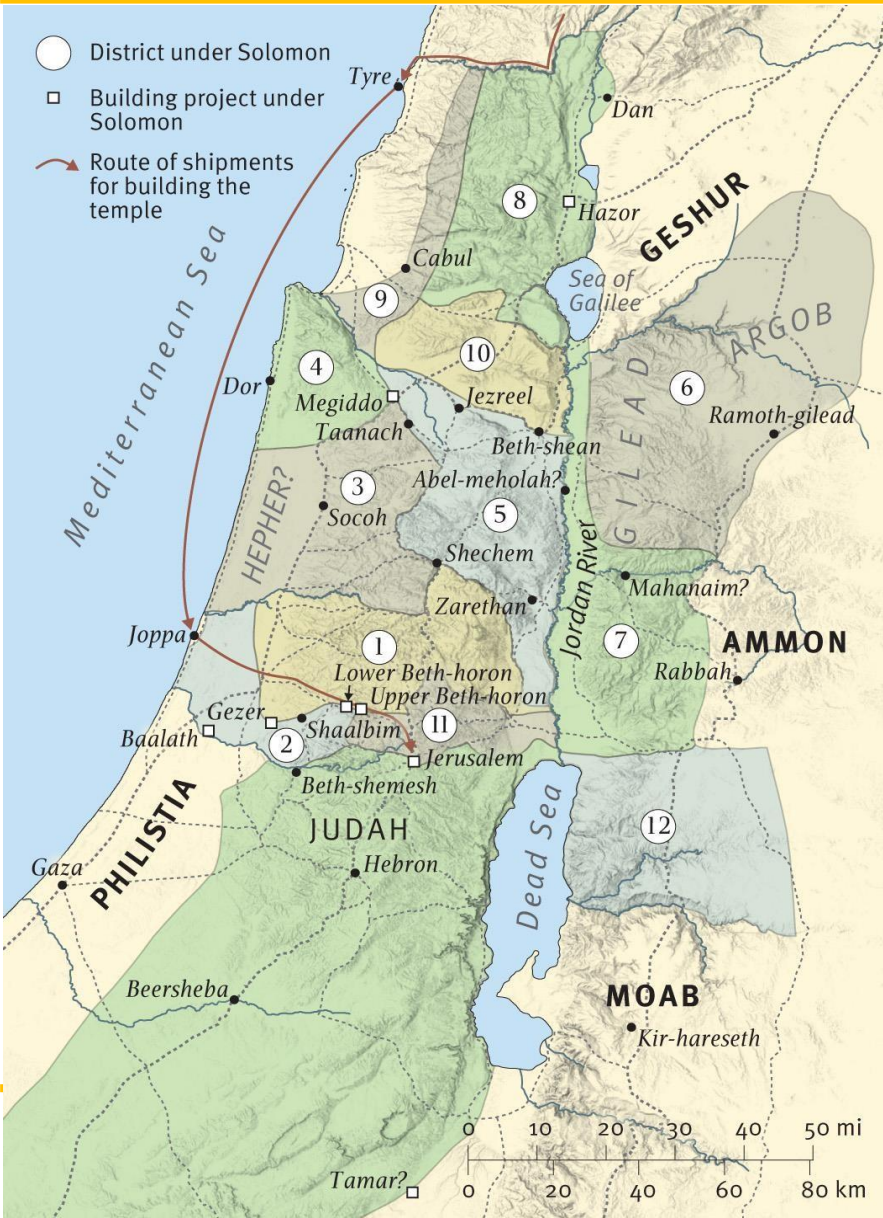 District under Solomon
Building project under
Solomon
Route of shipments
for building the
temple
Tyre
Dan
8
Hazor
GESHUR
Mediterranean Sea
Cabul
Sea of
Galilee
9
ARGOB
10
4
6
Dor
Megiddo
Jezreel
GILEAD
Ramoth-gilead
Taanach
Beth-shean
Abel-meholah?
HEPHER?
3
Socoh
5
Shechem
Jordan River
Mahanaim?
Zarethan
Joppa
1
7
AMMON
Lower Beth-horon
Rabbah
Upper Beth-horon
Gezer
Shaalbim
11
Baalath
2
Jerusalem
Beth-shemesh
PHILISTIA
JUDAH
Dead Sea
12
Hebron
Gaza
Beersheba
MOAB
Kir-hareseth
0 10 20 30 40 50 mi
0 20 40 60 80 km
Tamar?